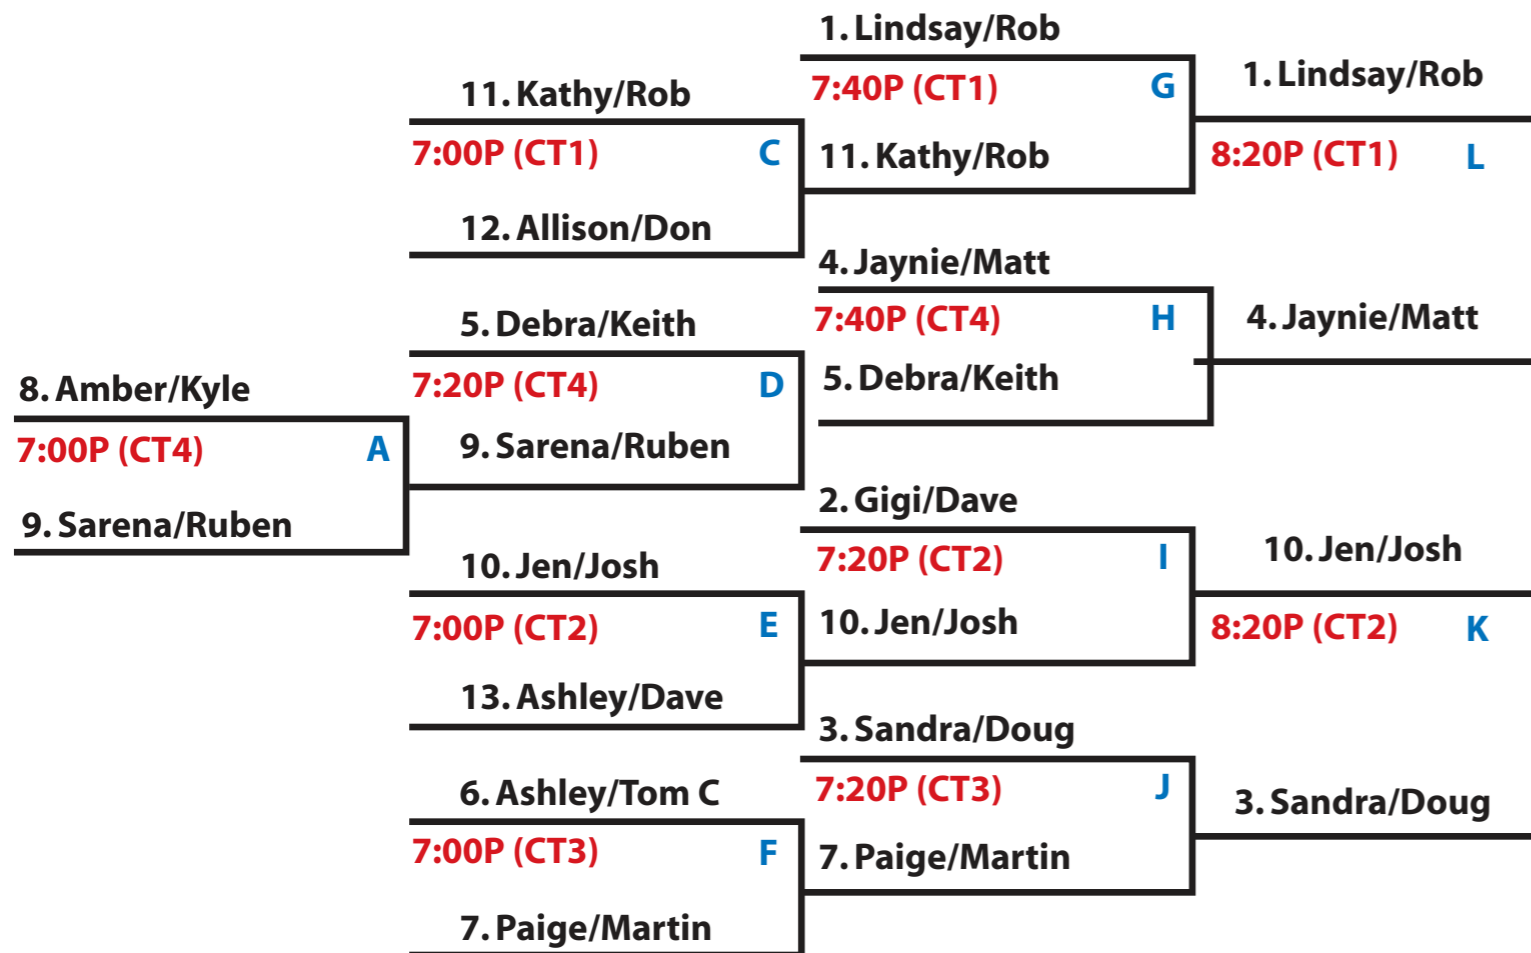 8. Amber/Kyle
7:00P (CT4) A
9. Sarena/Ruben
11. Kathy/Rob
7:00P (CT1) C
12. Allison/Don
5. Debra/Keith
7:20P (CT4) D
9. Sarena/Ruben
10. Jen/Josh
7:00P (CT2) E
13. Ashley/Dave
6. Ashley/Tom C
7:00P (CT3) F
7. Paige/Martin
1. Lindsay/Rob
7:40P (CT1) G
11. Kathy/Rob
4. Jaynie/Matt
7:40P (CT4) H
5. Debra/Keith
2. Gigi/Dave
7:20P (CT2) I
10. Jen/Josh
3. Sandra/Doug
7:20P (CT3) J
7. Paige/Martin
1. Lindsay/Rob
8:20P (CT1) L
4. Jaynie/Matt
10. Jen/Josh
8:20P (CT2) K
3. Sandra/Doug